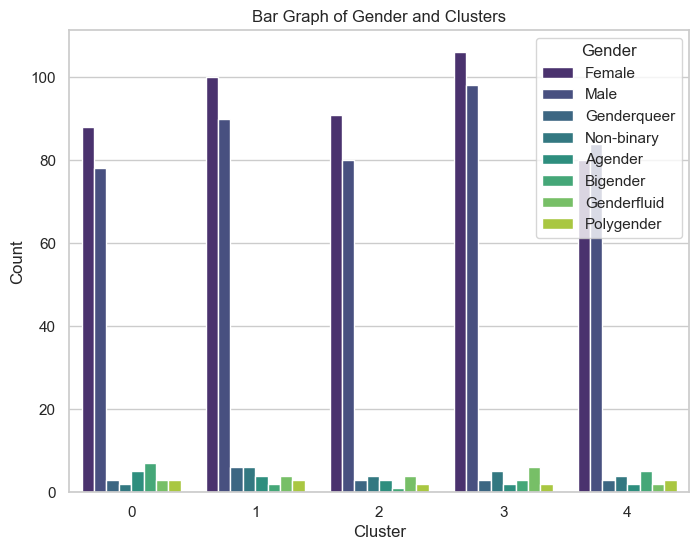 Bar Graph of Gender and Clusters
Gender
Female
Male
Genderqueer
Non-binary
Agender
Bigender
Genderfluid
Polygender
Count
100
80
60
40
20
0
0 1 2 3 4
Cluster